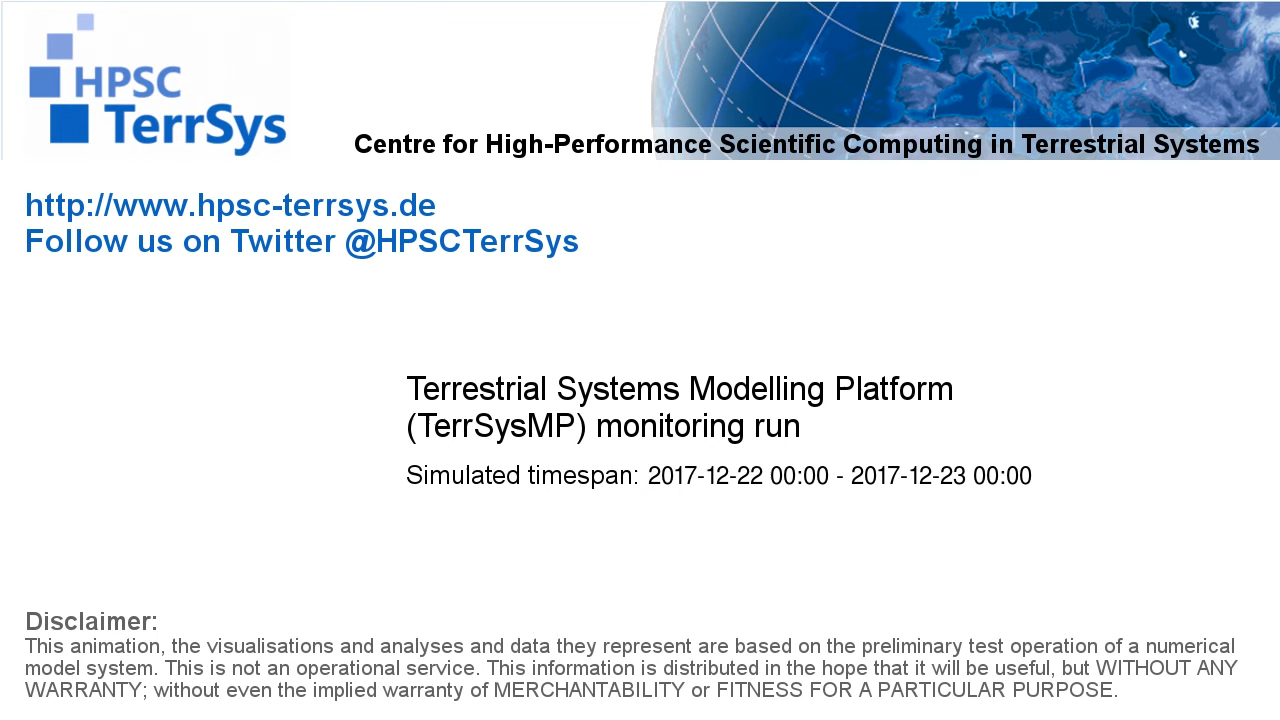 HPSC
TerrSys
Centre for High-Performance Scientific Computing in Terrestrial Systems
http://www.hpsc-terrsys.de
Follow us on Twitter @HPSCTerrSys
Terrestrial Systems Modelling Platform
(TerrSysMP) monitoring run
Simulated timespan: 2017-12-22 00:00 - 2017-12-23 00:00
Disclaimer:
This animation, the visualisations and analyses and data they represent are based on the preliminary test operation of a numerical
model system. This is not an operational service. This information is distributed in the hope that it will be useful, but WITHOUT ANY
WARRANTY; without even the implied warranty of MERCHANTABILITY or FITNESS FOR A PARTICULAR PURPOSE.